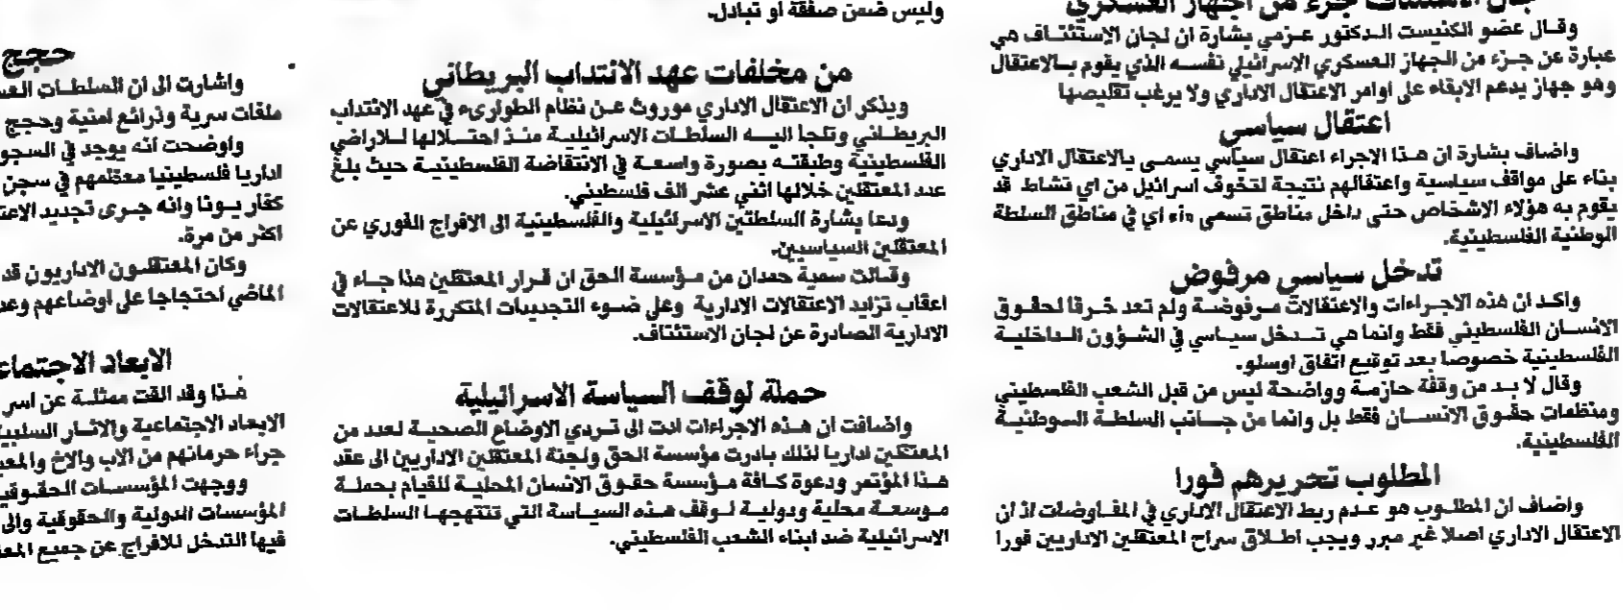 وقال عضو الكنيست الدكتور عزمي بشارة ان لجان الاستئناف هي
عبارة عن جزء من الجهاز العسكري الاسرائيلي نفسه الذي يقوم بالاعتقال
وهو جهاز يدعم الابقاء على اوامر الاعتقال الاداري ولا يرغب تقليصها
اعتقال سياسي
واضاف بشارة ان هذا الاجراء اعتقال سياسي يسمى بالاعتقال الاداري
بناء على مواقف سياسية واعتقالهم نتيجة لتخوف اسرائيل من اي نشاط قد
يقوم به هؤلاء الاشخاص حتى داخل مناطق تسمى «أ» اي في مناطق السلطة
الوطنية الفلسطينية.
تدخل سياسي مرفوض
واكد ان هذه الاجراءات والاعتقالات مرفوضة ولم تعد خرقا لحقوق
الانسان الفلسطيني فقط وانما هي تدخل سياسي في الشؤون الداخلية
الفلسطينية خصوصا بعد توقيع اتفاق اوسلو.
وقال لا بد من وقفة حازمة وواضحة ليس من قبل الشعب الفلسطيني
ومنظمات حقوق الانسان فقط بل وانما من جانب السلطة الوطنية
الفلسطينية.
المطلوب تحريرهم فورا
واضاف ان المطلوب هو عدم ربط الاعتقال الاداري في المفاوضات اذ ان
الاعتقال الاداري اصلا غير مبرر ويجب اطلاق سراح المعتقلين الاداريين فورا
وليس ضمن صفقة او تبادل.
من مخلفات عهد الانتداب البريطاني
ويذكر ان الاعتقال الاداري موروث عن نظام الطوارىء في عهد الانتداب
البريطاني وتلجا اليه السلطات الاسرائيلية منذ احتلالها للاراضي
الفلسطينية وطبقته بصورة واسعة في الانتفاضة الفلسطينية حيث بلغ
عدد المعتقلين خلالها اثني عشر الف فلسطيني.
ودعا بشارة السلطتين الاسرائيلية والفلسطينية الى الافراج الفوري عن
المعتقلين السياسيين.
وقالت سمية حمدان من مؤسسة الحق ان قرار المعتقلين هذا جاء في
اعقاب تزايد الاعتقالات الادارية وعلى ضوء التجديدات المتكررة للاعتقالات
الادارية الصادرة عن لجان الاستئناف.
حملة لوقف السياسة الاسرائيلية
واضافت ان هذه الاجراءات ادت الى تردي الاوضاع الصحية لعدد من
المعتقلين اداريا لذلك بادرت مؤسسة الحق ولجنة المعتقلين الاداريين الى عقد
هذا المؤتمر ودعوة كافة مؤسسة حقوق الانسان المحلية للقيام بحملة
موسعة محلية ودولية لوقف هذه السياسة التي تنتهجها السلطات
الاسرائيلية ضد ابناء الشعب الفلسطيني.
حجج
واشارت الى ان السلطات
ملفات سرية وذرائع امنية وحجج
واوضحت انه يوجد في
اداريا فلسطينيا معظمهم في سجن
كفار يونا وانه جرى تجديد
اكثر من مرة.
وكان المعتقلون الاداريون قد
الماضي احتجاجا على اوضاعهم
الابعاد
هذا وقد القت ممثلة عن
الابعاد الاجتماعية والاثار
جراء حرمانهم من الاب والاخ
ووجهت المؤسسات
المؤسسات الدولية والحقوقية والى
فيها التدخل للافراج عن جميع